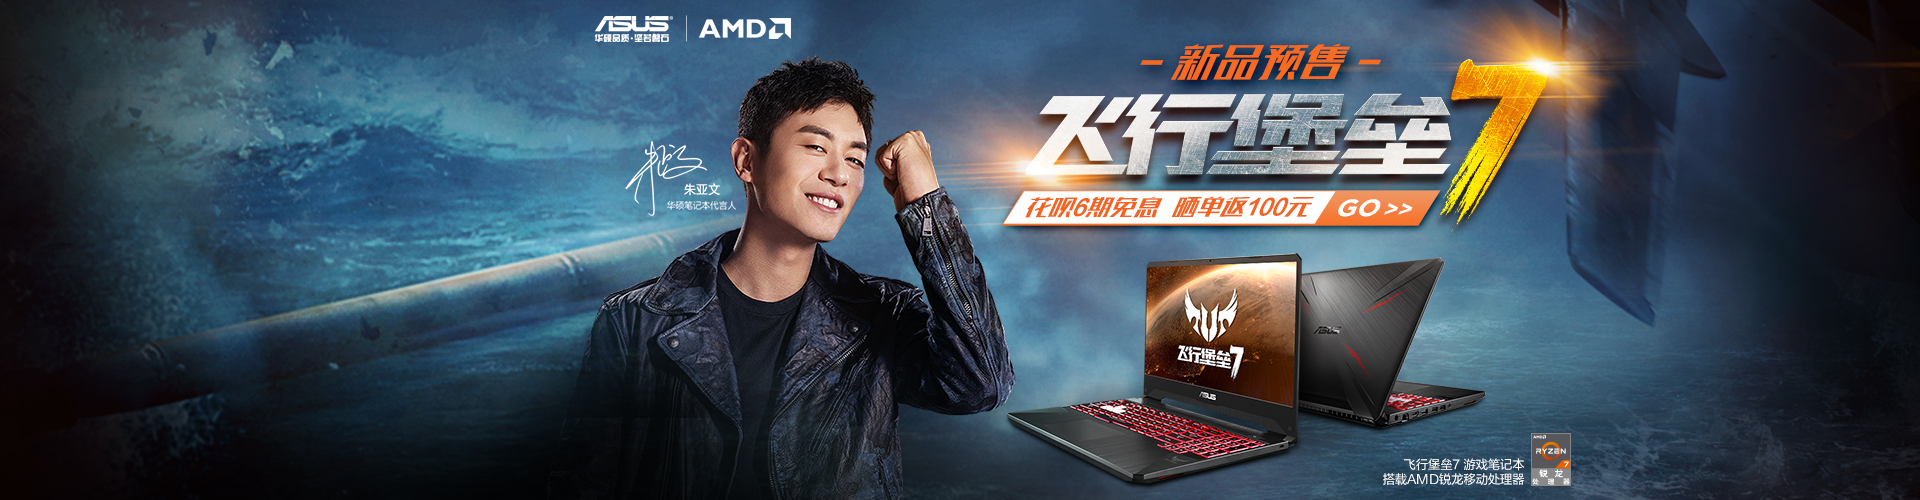 ASUS
华硕品质·坚若磐石
AMD
- 新品预售 -
飞行堡垒7
花呗6期免息 晒单返100元
GO >>
朱亚文
华硕笔记本代言人
飞行堡垒7
ASUS
ASUS
飞行堡垒7 游戏笔记本
搭载AMD锐龙移动处理器
AMD
RYZEN
7
锐 龙
处 理 器